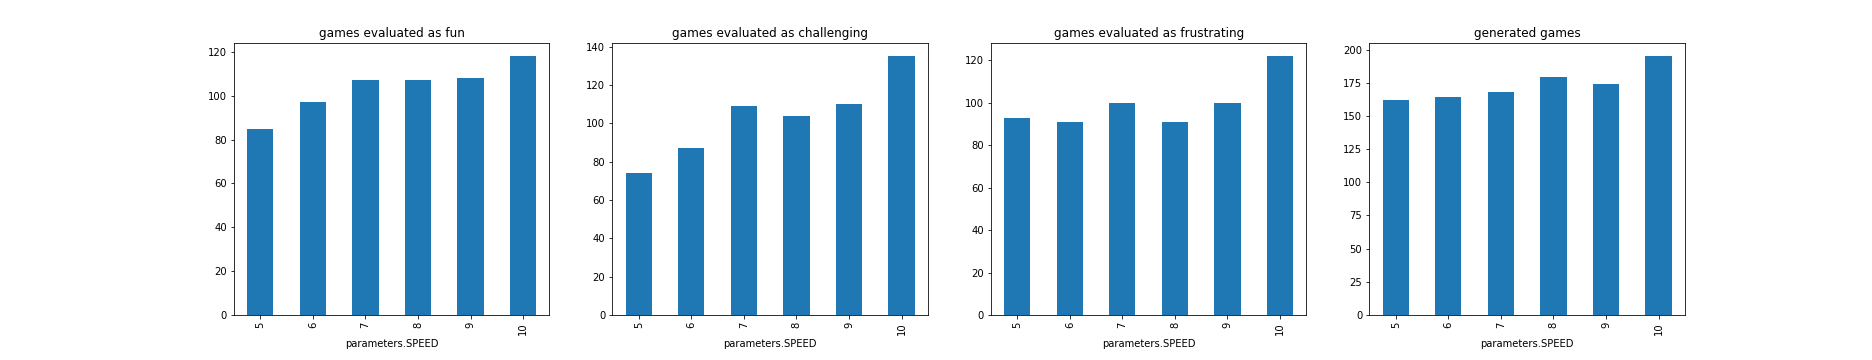 games evaluated as fun
120
100
80
60
40
20
0
5 6 7 8 9 10
parameters.SPEED
games evaluated as challenging
140
120
100
80
60
40
20
0
5 6 7 8 9 10
parameters.SPEED
games evaluated as frustrating
120
100
80
60
40
20
0
5 6 7 8 9 10
parameters.SPEED
generated games
200
175
150
125
100
75
50
25
0
5 6 7 8 9 10
parameters.SPEED